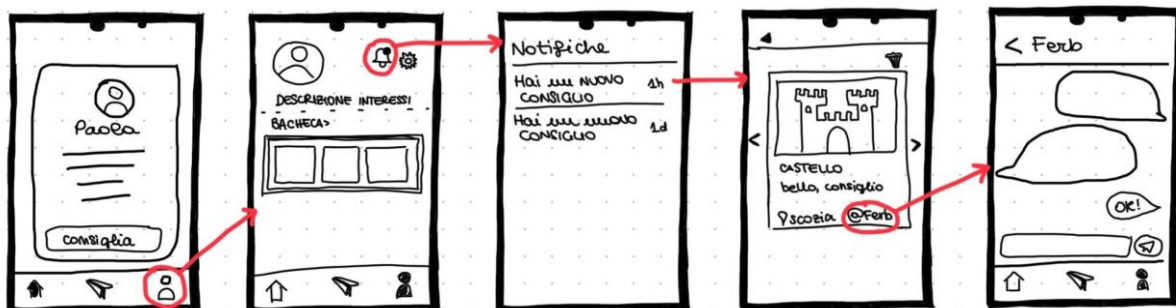 Paola
consiglia
DESCRIZIONE INTERESSI
BACHECA>
Notifiche
Hai un NUOVO 1h
CONSIGLIO
Hai un nuovo 1d
CONSIGLIO
< >
CASTELLO
bello, consiglio
scozia @Ferb
< Ferb
OK!